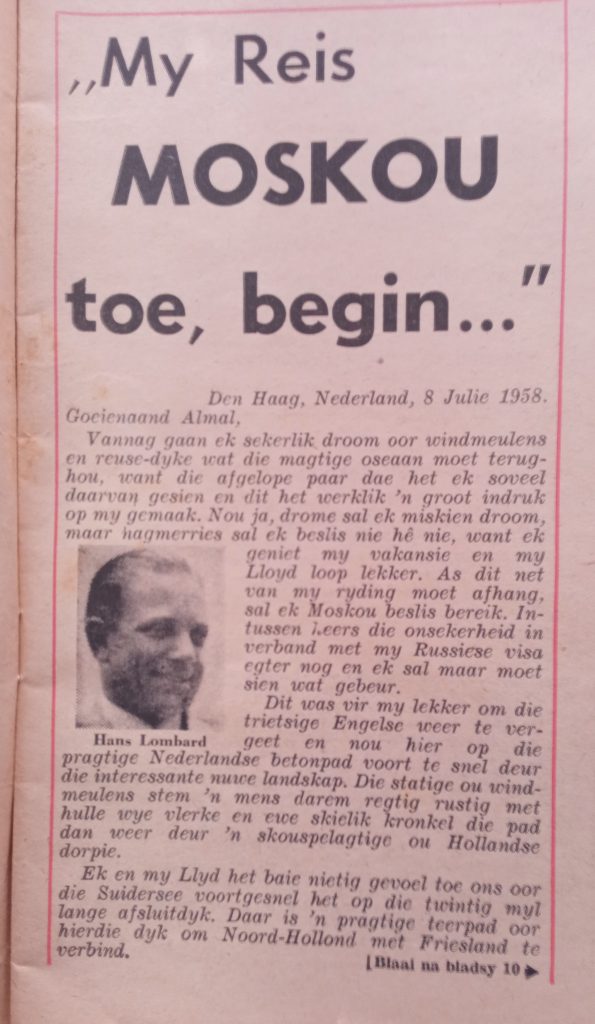 „My Reis
MOSKOU
toe, begin..."
Den Haag, Nederland, 8 Julie 1958.
Goeienaand Almal,
Vannag gaan ek sekerlik droom oor windmeulens
en reuse-dyke wat die magtige oseaan moet terug-
hou, want die afgelope paar dae het ek soveel
daarvan gesien en dit het werklik 'n groot indruk
op my gemaak. Nou ja, drome sal ek miskien droom,
maar nagmerries sal ek beslis nie hê nie, want ek
geniet my vakansie en my
Lloyd loop lekker. As dit net
van my ryding moet afhang,
sal ek Moskou beslis bereik. In-
tussen heers die onsekerheid in
verband met my Russiese visa
egter nog en ek sal maar moet
sien wat gebeur.
Dit was vir my lekker om die
trietsige Engelse weer te ver-
geet en nou hier op die
Hans Lombard
pragtige Nederlandse betonpad voort te snel deur
die interessante nuwe landskap. Die statige ou wind-
meulens stem 'n mens darem regtig rustig met
hulle wye vlerke en ewe skielik kronkel die pad
dan weer deur 'n skouspelagtige ou Hollandse
dorpie.
Ek en my Llyd het baie nietig gevoel toe ons oor
die Suidersee voortgesnel het op die twintig myl
lange afsluitdyk. Daar is 'n pragtige teerpad oor
hierdie dyk om Noord-Hollond met Friesland te
verbind.
[Blaai na bladsy 10